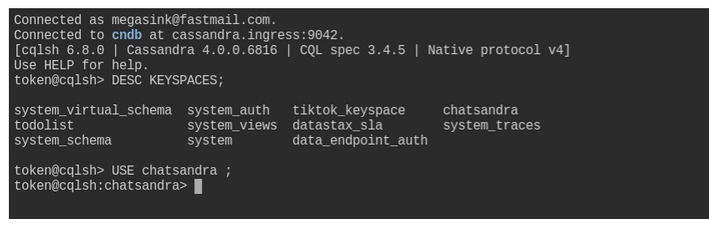 Connected as megasink@fastmail.com.
Connected to cndb at cassandra.ingress:9042.
[cqlsh 6.8.0 | Cassandra 4.0.0.6816 | CQL spec 3.4.5 | Native protocol v4]
Use HELP for help.
token@cqlsh> DESC KEYSPACES;
system_virtual_schema  system_auth   tiktok_keyspace     chatsandra
todolist               system_views  datastax_sla        system_traces
system_schema          system        data_endpoint_auth
token@cqlsh> USE chatsandra ;
token@cqlsh:chatsandra>